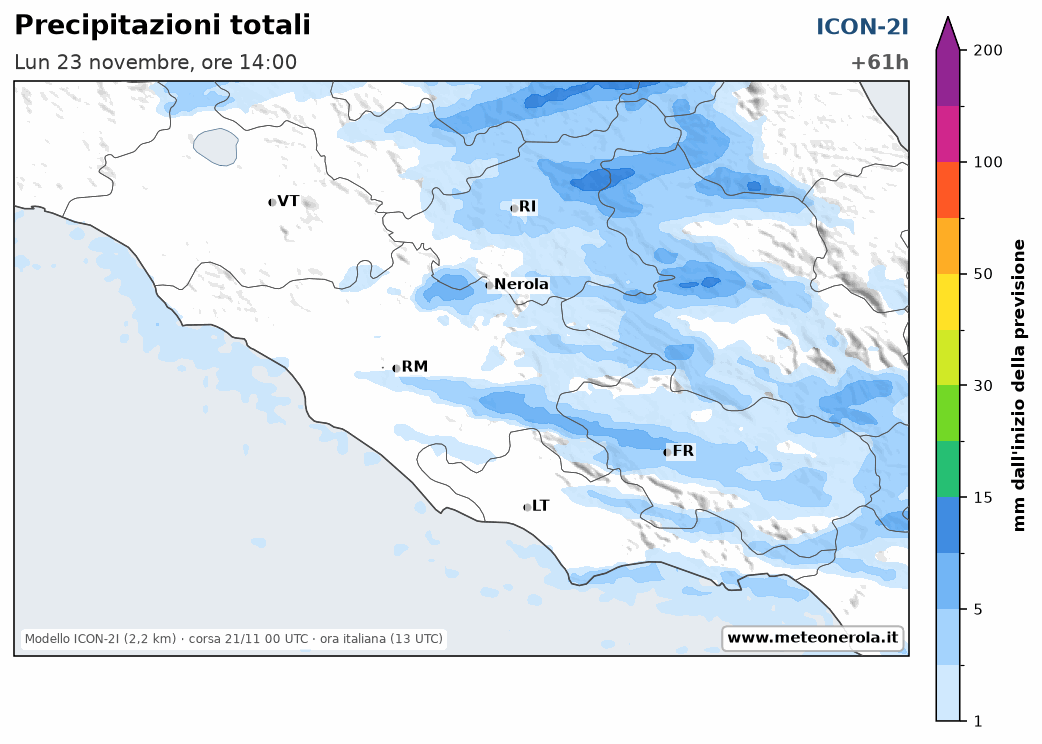 Precipitazioni totali
ICON-2I
Lun 23 novembre, ore 14:00
+61h
VT
RI
Nerola
RM
FR
LT
Modello ICON-2I (2,2 km) · corsa 21/11 00 UTC · ora italiana (13 UTC)
www.meteonerola.it
200
100
50
30
15
5
1
mm dall'inizio della previsione